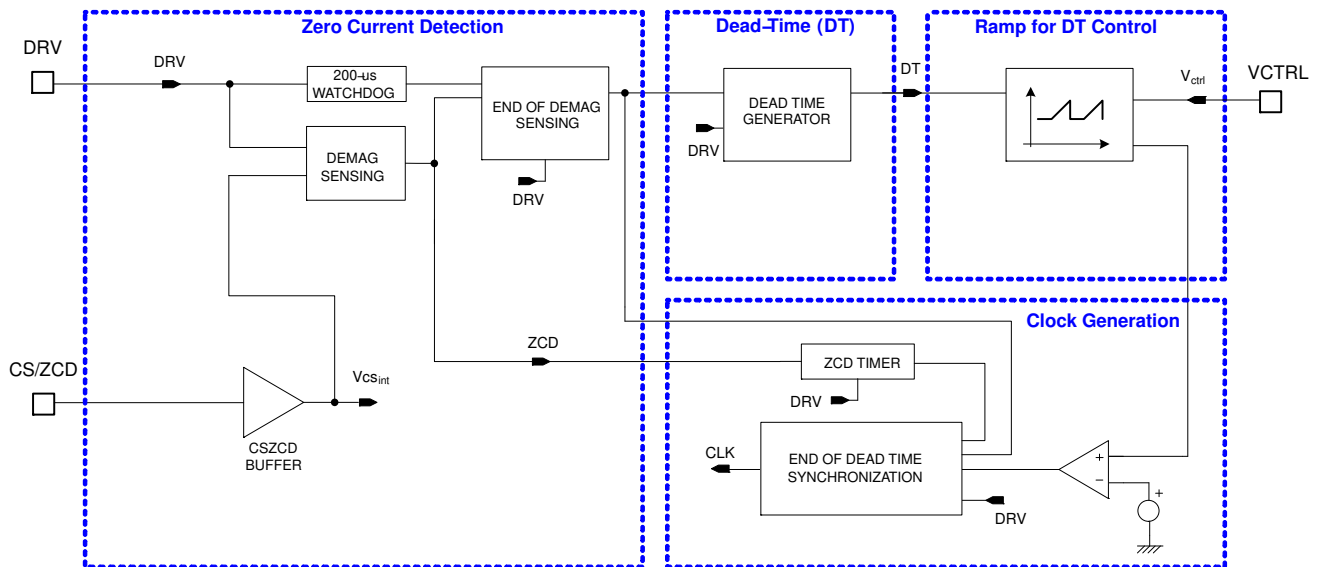 Zero Current Detection
Dead-Time (DT)
Ramp for DT Control
DRV
DRV
200-us
WATCHDOG
END OF DEMAG
SENSING
DRV
DEMAG
SENSING
DEAD TIME
GENERATOR
DRV
DT
Vctrl
VCTRL
Clock Generation
ZCD
ZCD TIMER
DRV
CS/ZCD
Vcsint
CSZCD
BUFFER
CLK
END OF DEAD TIME
SYNCHRONIZATION
DRV
+
−
+